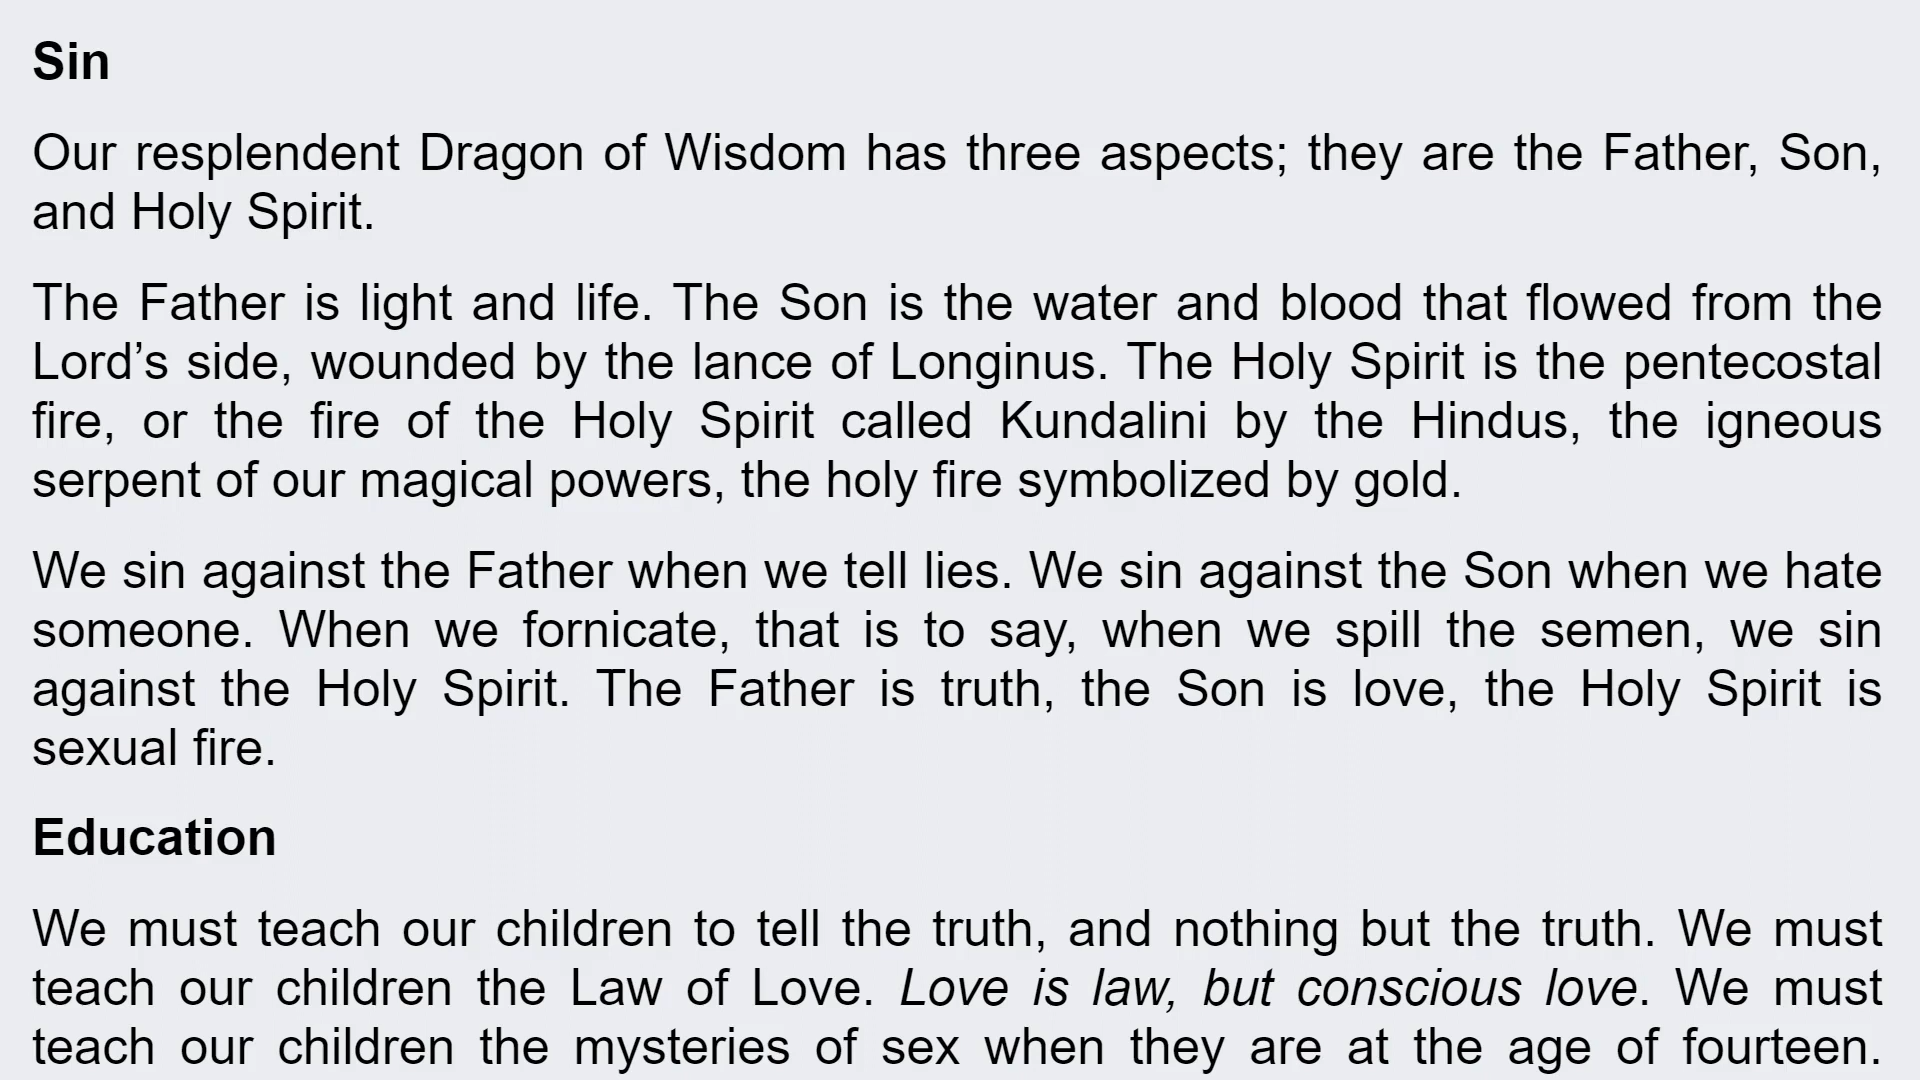 Sin
Our resplendent Dragon of Wisdom has three aspects; they are the Father, Son,
and Holy Spirit.
The Father is light and life. The Son is the water and blood that flowed from the
Lord’s side, wounded by the lance of Longinus. The Holy Spirit is the pentecostal
fire, or the fire of the Holy Spirit called Kundalini by the Hindus, the igneous
serpent of our magical powers, the holy fire symbolized by gold.
We sin against the Father when we tell lies. We sin against the Son when we hate
someone. When we fornicate, that is to say, when we spill the semen, we sin
against the Holy Spirit. The Father is truth, the Son is love, the Holy Spirit is
sexual fire.
Education
We must teach our children to tell the truth, and nothing but the truth. We must
teach our children the Law of Love. Love is law, but conscious love. We must
teach our children the mysteries of sex when they are at the age of fourteen.